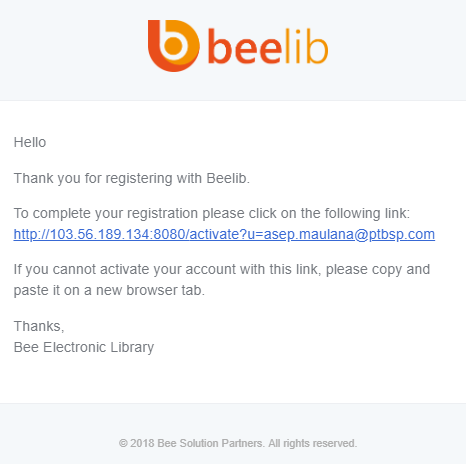 beelib
Hello
Thank you for registering with Beelib.
To complete your registration please click on the following link:
http://103.56.189.134:8080/activate?u=asep.maulana@ptbsp.com
If you cannot activate your account with this link, please copy and
paste it on a new browser tab.
Thanks,
Bee Electronic Library
© 2018 Bee Solution Partners. All rights reserved.